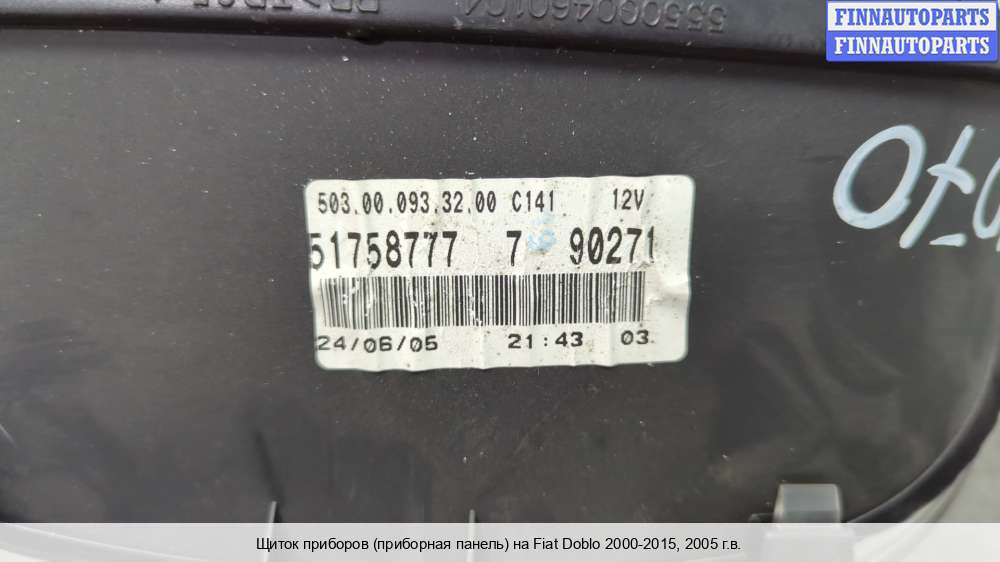 555060460104
FINNAUTOPARTS
FINNAUTOPARTS
503.00.093.32.00 C141 12V
51758777 7 90271
24/06/05 21:43 03
Щиток приборов (приборная панель) на Fiat Doblo 2000-2015, 2005 г.в.